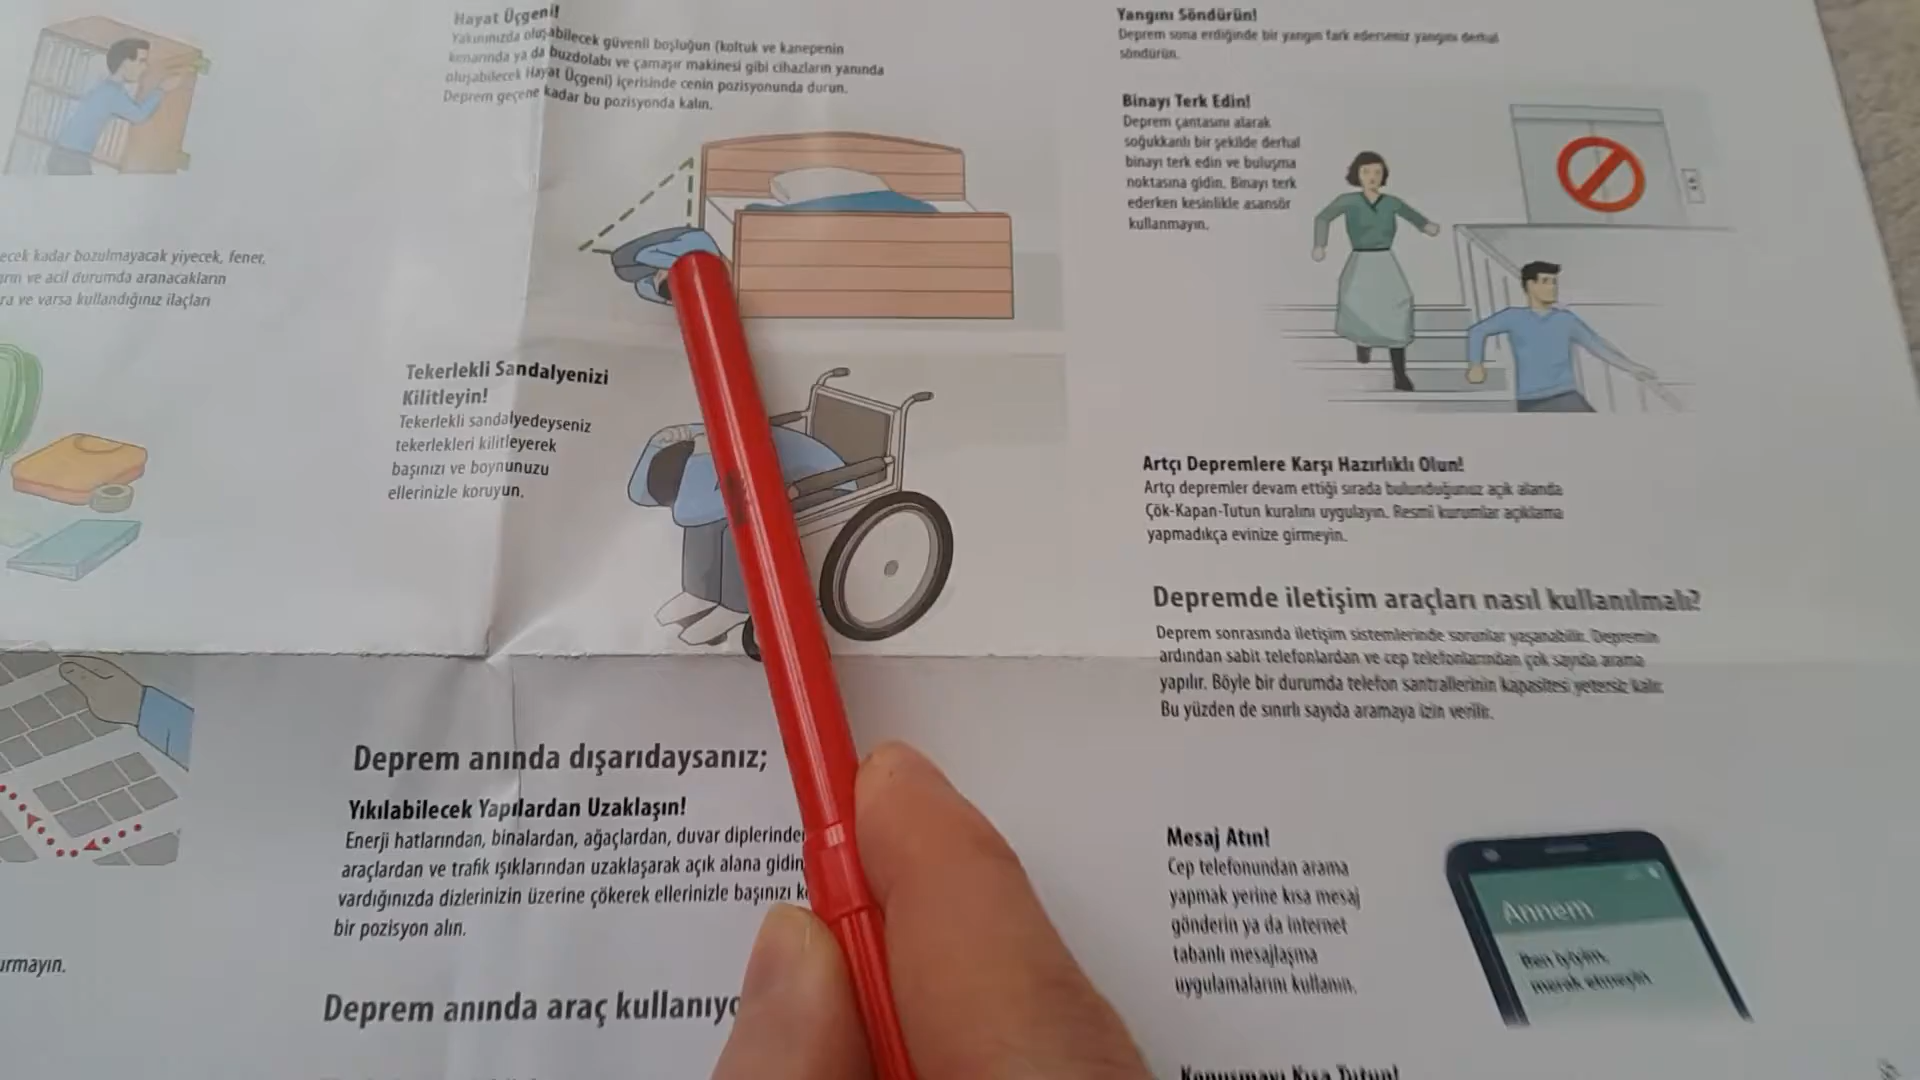 Hayat Üçgeni!
Yakınınızda oluşabilecek güvenli boşluğun (koltuk ve kanepenin
kenarında ya da buzdolabı ve çamaşır makinesi gibi cihazların yanında
oluşabilecek Hayat Üçgeni) içerisinde cenin pozisyonunda durun.
Deprem geçene kadar bu pozisyonda kalın.
ecek kadar bozulmayacak yiyecek, fener,
ve acil durumda aranacakların
ra ve varsa kullandığınız ilaçları
Tekerlekli Sandalyenizi
Kilitleyin!
Tekerlekli sandalyedeyseniz
tekerlekleri kilitleyerek
başınızı ve boynunuzu
ellerinizle koruyun.
Deprem anında dışarıdaysanız;
Yıkılabilecek Yapılardan Uzaklaşın!
Enerji hatlarından, binalardan, ağaçlardan, duvar diplerinde
araçlardan ve trafik ışıklarından uzaklaşarak açık alana gidin
vardığınızda dizlerinizin üzerine çökerek ellerinizle başınızı k
bir pozisyon alın.
urmayın.
Deprem anında araç kullanıyo
Yangını Söndürün!
Deprem sona erdiğinde bir yangın fark ederseniz yangını derhal
söndürün.
Binayı Terk Edin!
Deprem çantasını alarak
soğukkanlı bir şekilde derhal
binayı terk edin ve buluşma
noktasına gidin. Binayı terk
ederken kesinlikle asansör
kullanmayın.
Artçı Depremlere Karşı Hazırlıklı Olun!
Artçı depremler devam ettiği sırada bulunduğunuz açık alanda
Çök-Kapan-Tutun kuralını uygulayın. Resmî kurumlar açıklama
yapmadıkça evinize girmeyin.
Depremde iletişim araçları nasıl kullanılmalı?
Deprem sonrasında iletişim sistemlerinde sorunlar yaşanabilir. Depremin
ardından sabit telefonlardan ve cep telefonlarından çok sayıda arama
yapılır. Böyle bir durumda telefon santrallerinin kapasitesi yetersiz kalır.
Bu yüzden de sınırlı sayıda aramaya izin verilir.
Mesaj Atın!
Cep telefonundan arama
yapmak yerine kısa mesaj
gönderin ya da internet
tabanlı mesajlaşma
uygulamalarını kullanın.
Annem
Ben iyiyim,
merak etmeyin
Konuşmayı Kısa Tutun!